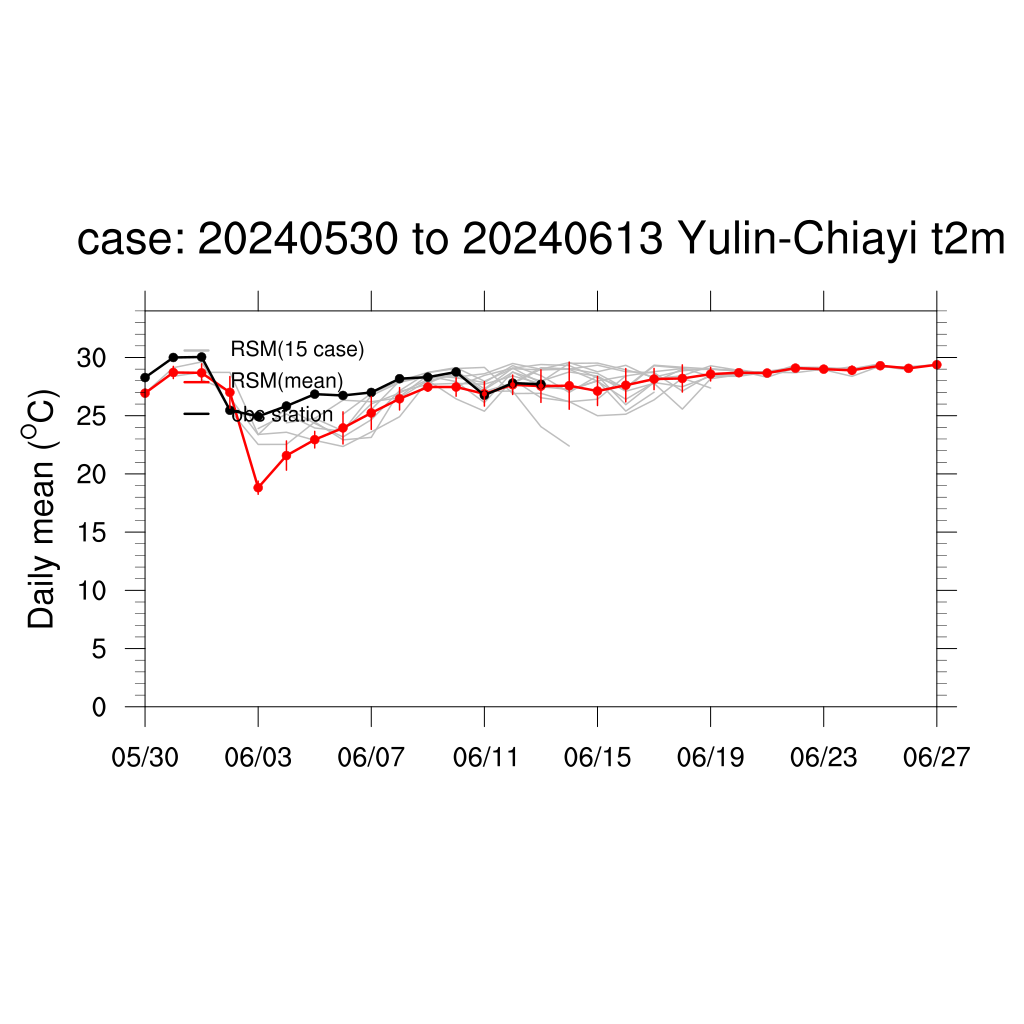 case: 20240530 to 20240613 Yulin-Chiayi t2m
Daily mean (OC)
30
25
20
15
10
5
0
RSM(15 case)
RSM(mean)
obs station
05/30 06/03 06/07 06/11 06/15 06/19 06/23 06/27